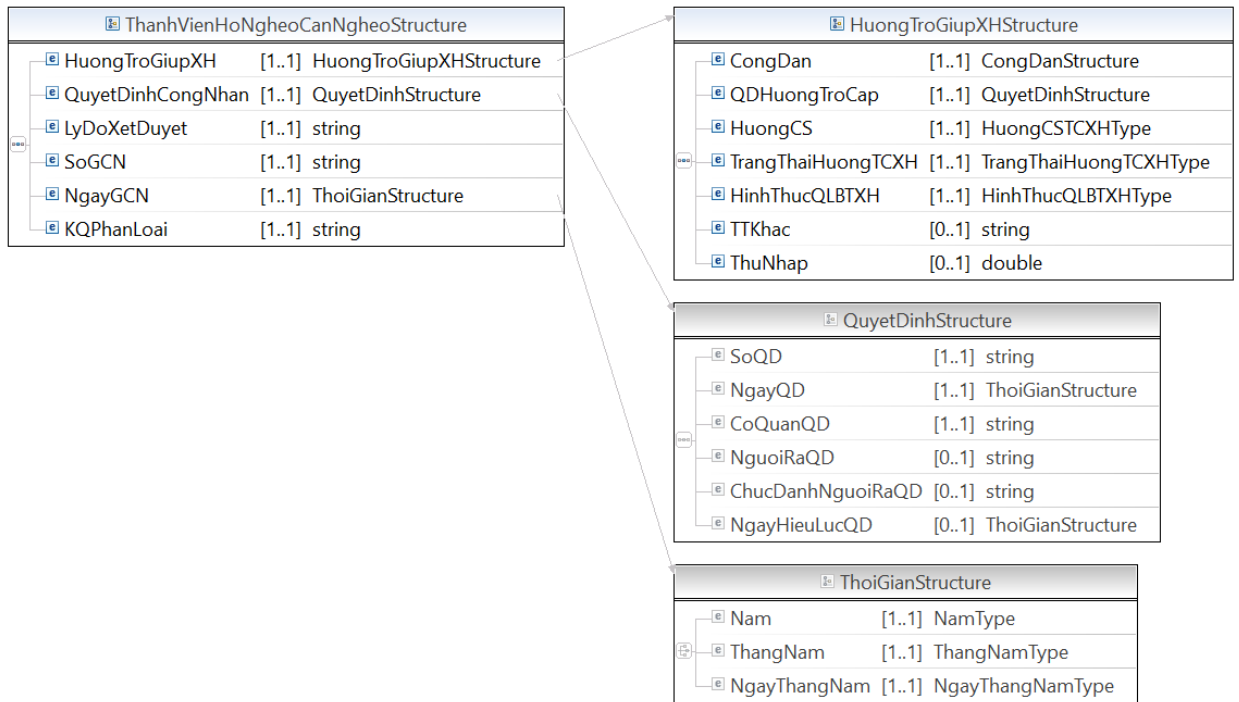 ThanhVienHoNgheoCanNgheoStructure
HuongTroGiupXH [1..1] HuongTroGiupXHStructure
QuyetDinhCongNhan [1..1] QuyetDinhStructure
LyDoXetDuyet [1..1] string
SoGCN [1..1] string
NgayGCN [1..1] ThoiGianStructure
KQPhanLoai [1..1] string
HuongTroGiupXHStructure
CongDan [1..1] CongDanStructure
QDHuongTroCap [1..1] QuyetDinhStructure
HuongCS [1..1] HuongCSTCXHType
TrangThaiHuongTCXH [1..1] TrangThaiHuongTCXHType
HinhThucQLBTXH [1..1] HinhThucQLBTXHType
TTKhac [0..1] string
ThuNhap [0..1] double
QuyetDinhStructure
SoQD [1..1] string
NgayQD [1..1] ThoiGianStructure
CoQuanQD [1..1] string
NguoiRaQD [0..1] string
ChucDanhNguoiRaQD [0..1] string
NgayHieuLucQD [0..1] ThoiGianStructure
ThoiGianStructure
Nam [1..1] NamType
ThangNam [1..1] ThangNamType
NgayThangNam [1..1] NgayThangNamType